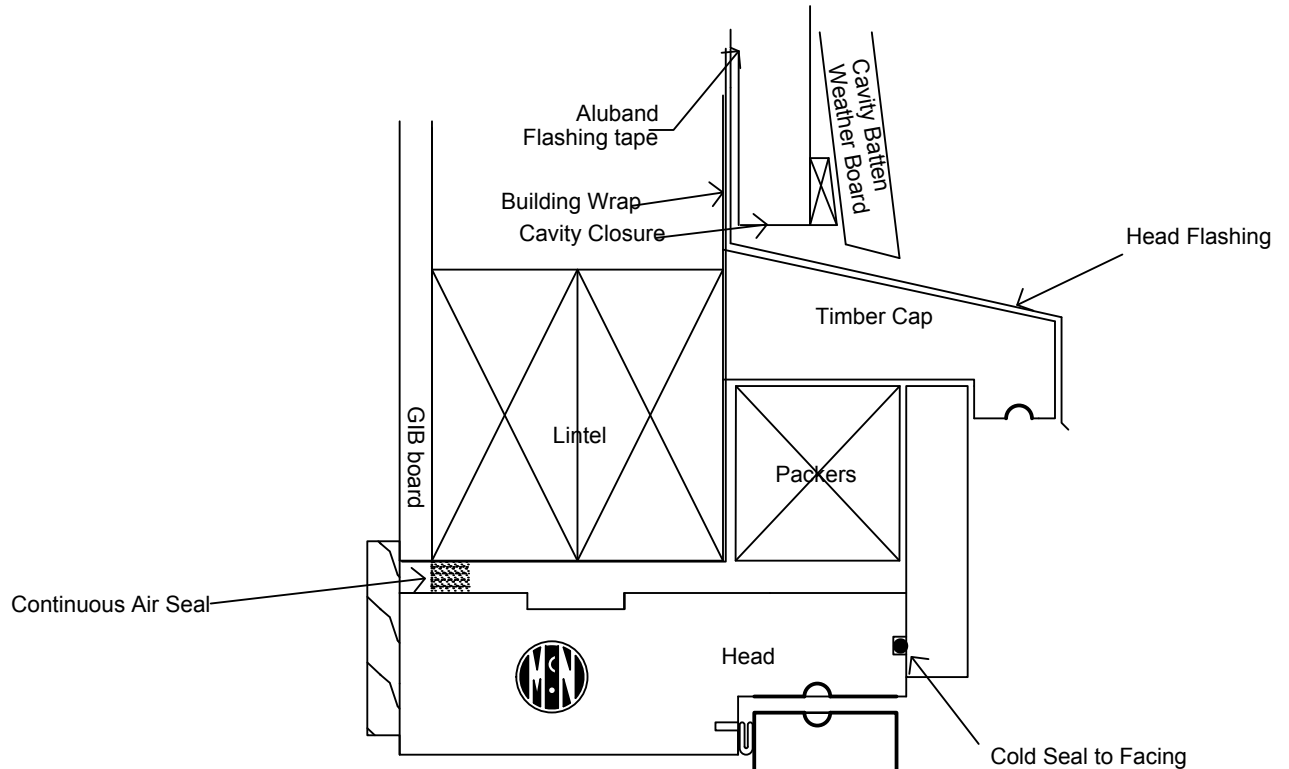 Aluband
Flashing tape
Cavity Batten
Weather Board
Building Wrap
Cavity Closure
Head Flashing
Timber Cap
GIB board
Lintel
Packers
Continuous Air Seal
Head
McN
Cold Seal to Facing